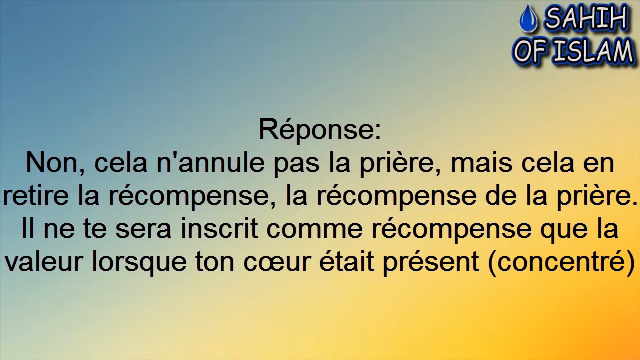 SAHIH
OF ISLAM
Réponse:
Non, cela n'annule pas la prière, mais cela en
retire la récompense, la récompense de la prière.
Il ne te sera inscrit comme récompense que la
valeur lorsque ton cœur était présent (concentré)